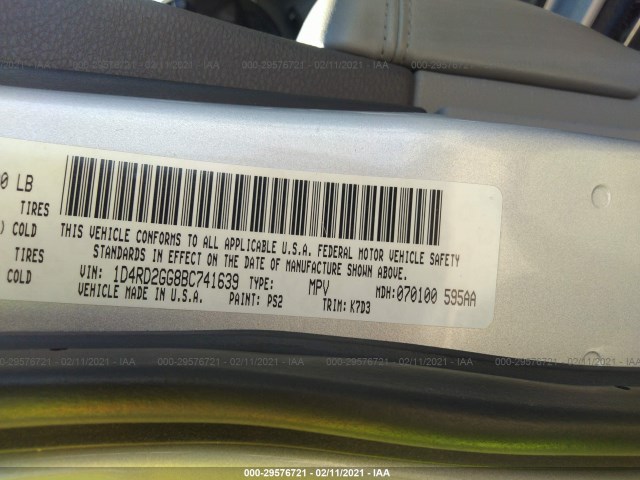 000-29576721 - 02/11/2021 - IAA
0 LB
TIRES
COLD
TIRES
COLD
THIS VEHICLE CONFORMS TO ALL APPLICABLE U.S.A. FEDERAL MOTOR VEHICLE SAFETY
STANDARDS IN EFFECT ON THE DATE OF MANUFACTURE SHOWN ABOVE.
VIN: 1D4RD2GG8BC741639 TYPE: MPV MDH:070100 595AA
VEHICLE MADE IN U.S.A. PAINT: PS2 TRIM: K7D3
000-29576721 - 02/11/2021 - IAA